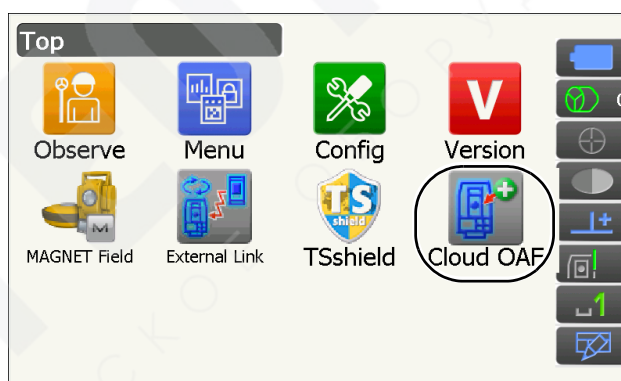 Top
Observe Menu Config Version
V
MAGNET Field External Link TSshield Cloud OAF
M
TS
shield
1